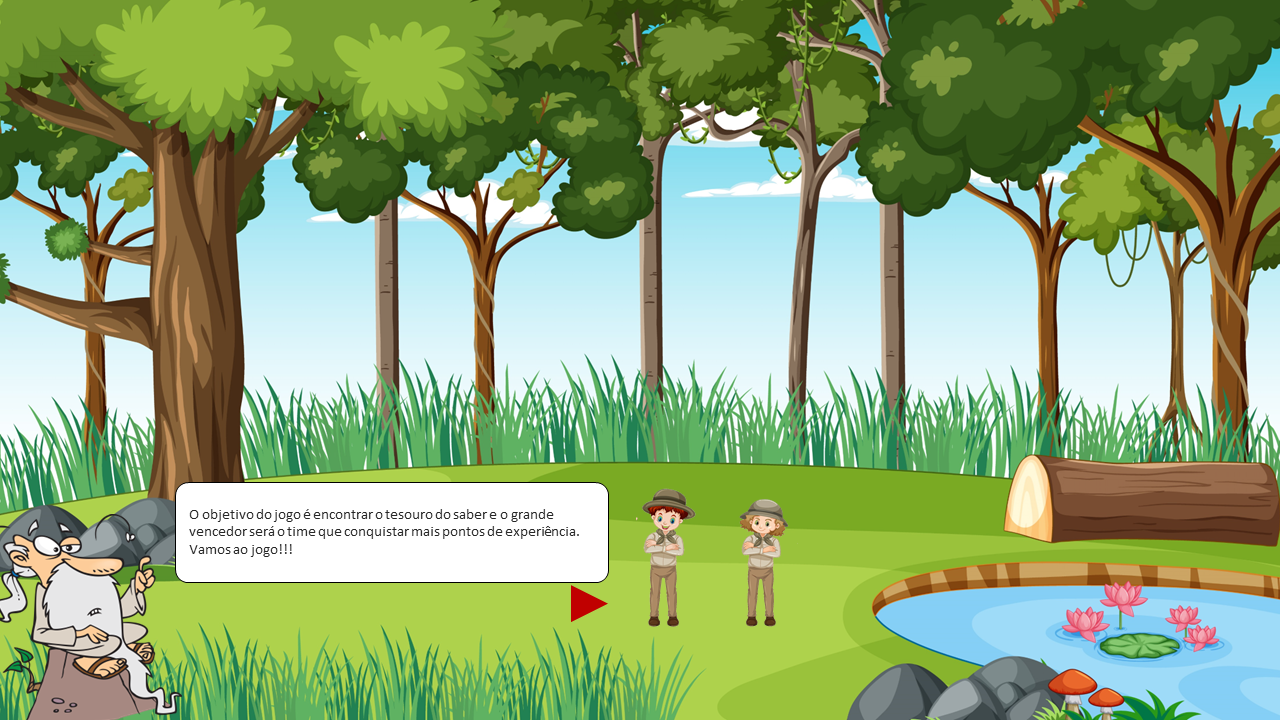 O objetivo do jogo é encontrar o tesouro do saber e o grande
vencedor será o time que conquistar mais pontos de experiência.
Vamos ao jogo!!!